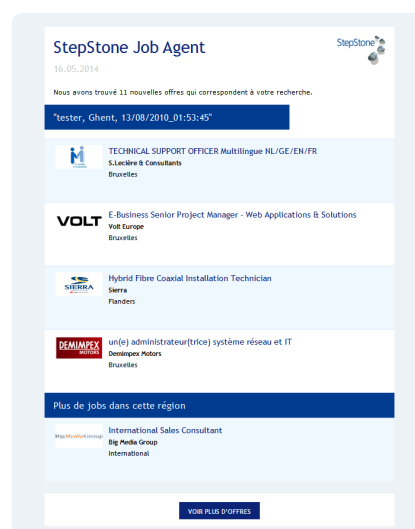 StepStone Job Agent
StepStone
16.05.2014
Nous avons trouvé 11 nouvelles offres qui correspondent à votre recherche.
"tester, Ghent, 13/08/2010_01:53:45"
TECHNICAL SUPPORT OFFICER Multilingue NL/GE/EN/FR
S.Leclère & Consultants
Bruxelles
VOLT
E-Business Senior Project Manager - Web Applications & Solutions
Volt Europe
Bruxelles
SIERRA
Hybrid Fibre Coaxial Installation Technician
Sierra
Flanders
DEMIMPEX
MOTORS
un(e) administrateur(trice) système réseau et IT
Demimpex Motors
Bruxelles
Plus de jobs dans cette région
BigMediaGroup
International Sales Consultant
Big Media Group
International
VOIR PLUS D'OFFRES